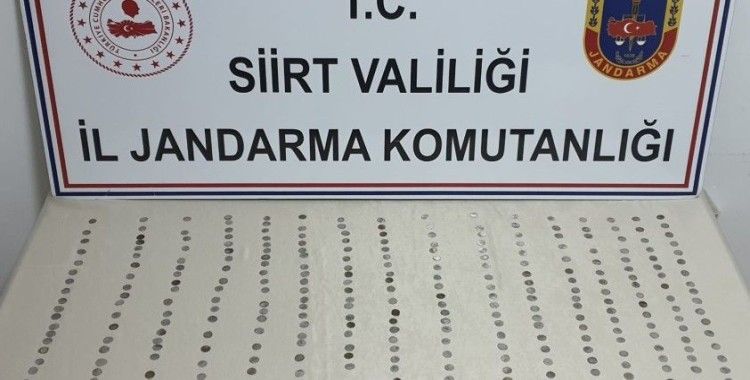 T.C.
SİİRT VALİLİĞİ
İL JANDARMA KOMUTANLIĞI
JANDARMA